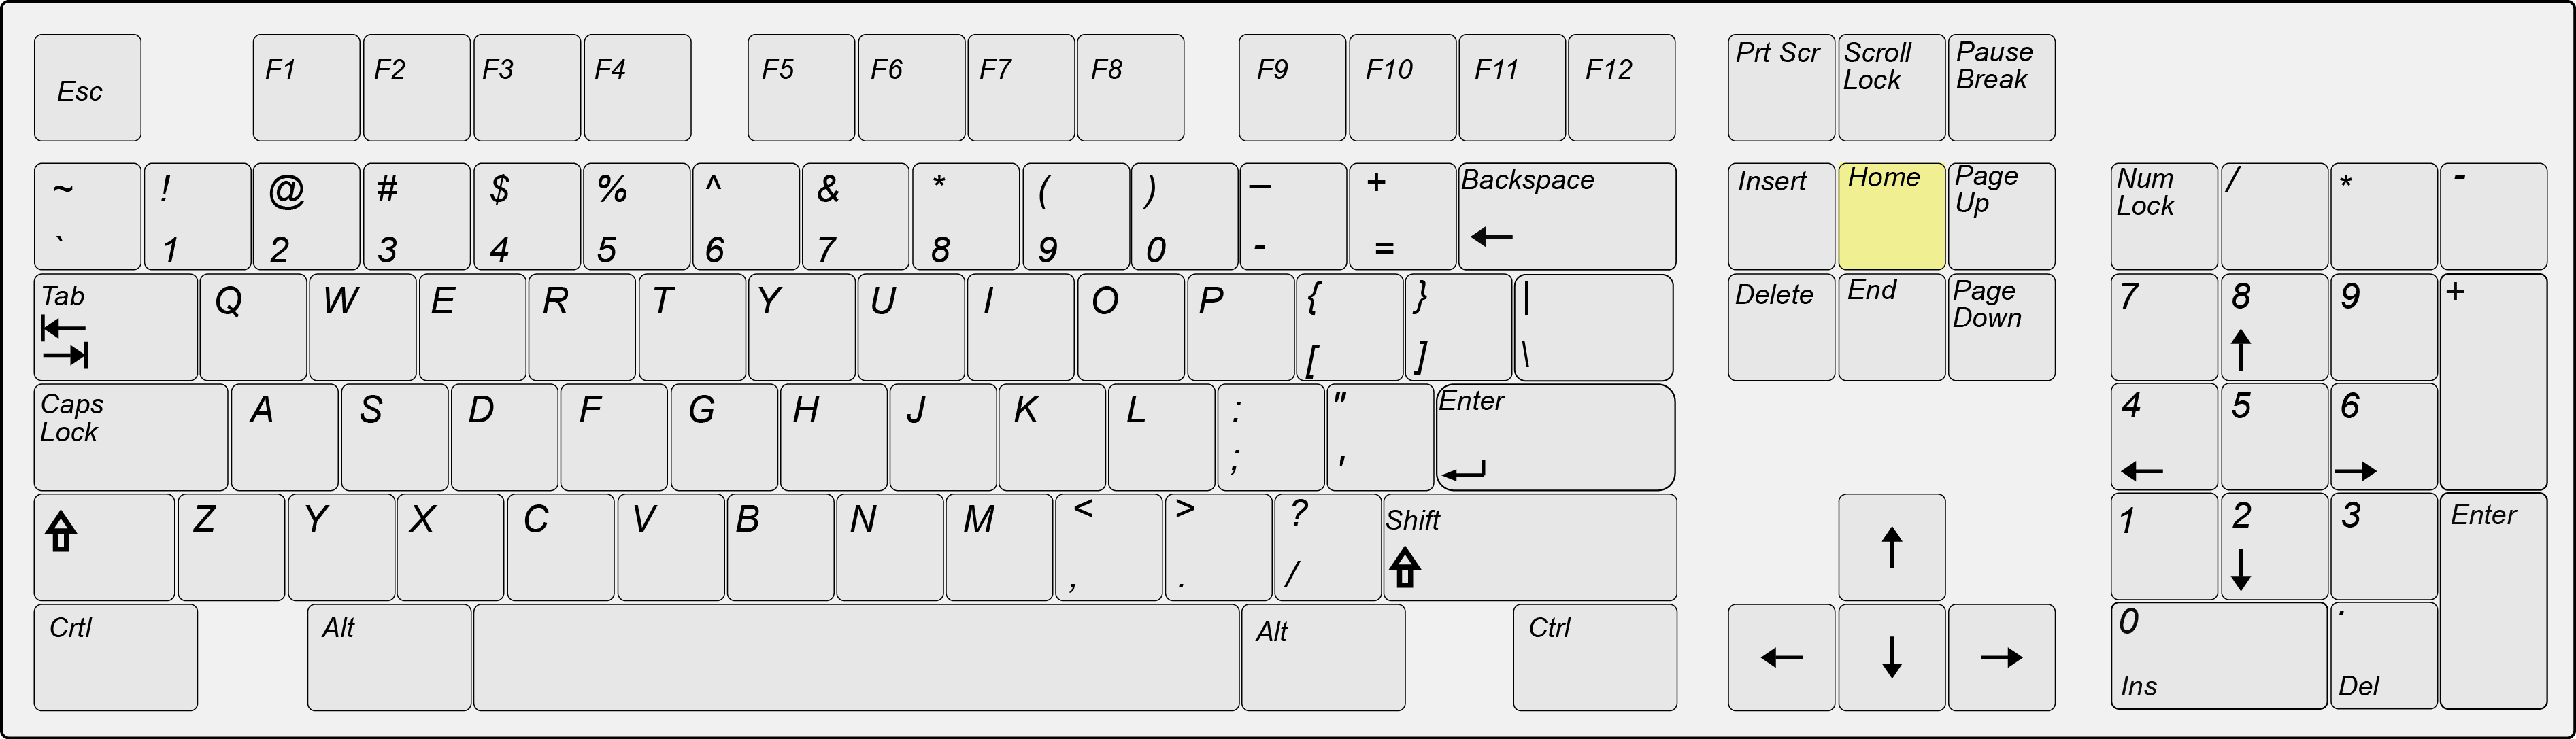 Esc F1 F2 F3 F4 F5 F6 F7 F8 F9 F10 F11 F12 Prt Scr Scroll Pause
Lock Break
~ ! @ # $ % ^ & * ( ) – + Backspace Insert Home Page Num / * -
Up Lock
` 1 2 3 4 5 6 7 8 9 0 - = ←
Tab Q W E R T Y U I O P { } | Delete End Page 7 8 9 +
Down
[ ] \ ↑
Caps A S D F G H J K L : " Enter 4 5 6
Lock
; ' ← →
Z Y X C V B N M < > ? Shift 1 2 3 Enter
, . / ↑ ↓
Crtl Alt Alt Ctrl 0 .
← ↓ →
Ins Del